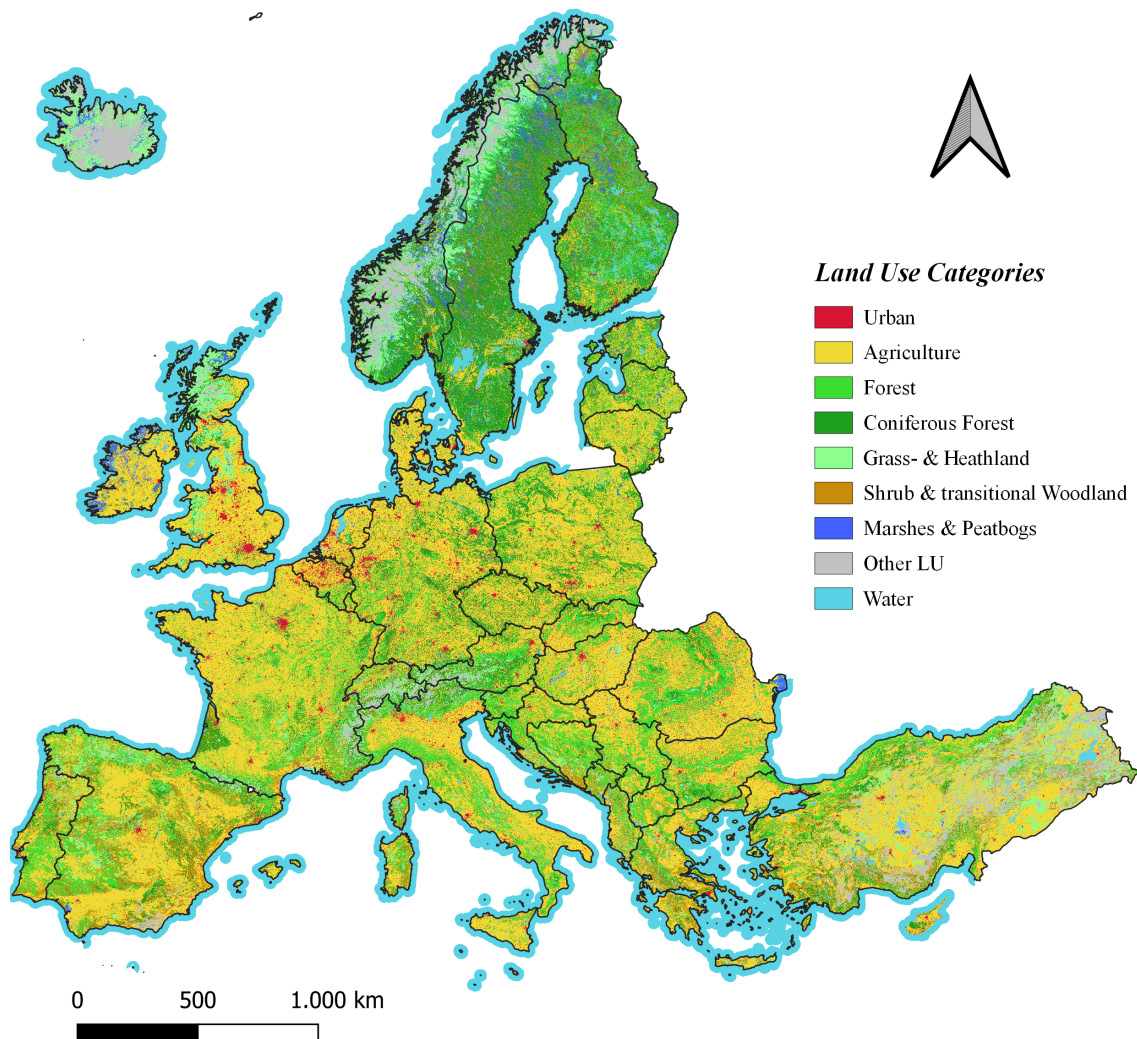 Land Use Categories
Urban
Agriculture
Forest
Coniferous Forest
Grass- & Heathland
Shrub & transitional Woodland
Marshes & Peatbogs
Other LU
Water
0 500 1.000 km